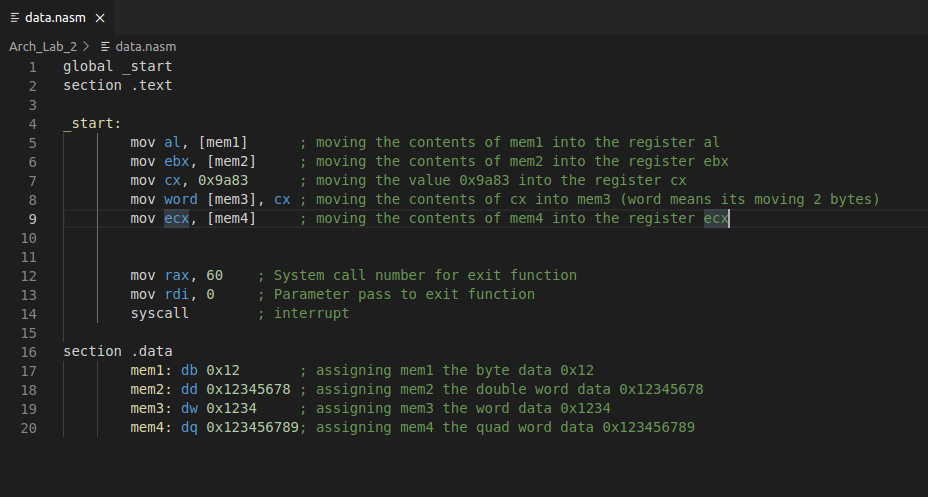 data.nasm ×
Arch_Lab_2 > data.nasm
1 global _start
2 section .text
3
4 _start:
5 mov al, [mem1] ; moving the contents of mem1 into the register al
6 mov ebx, [mem2] ; moving the contents of mem2 into the register ebx
7 mov cx, 0x9a83 ; moving the value 0x9a83 into the register cx
8 mov word [mem3], cx ; moving the contents of cx into mem3 (word means its moving 2 bytes)
9 mov ecx, [mem4] ; moving the contents of mem4 into the register ecx
10
11
12 mov rax, 60 ; System call number for exit function
13 mov rdi, 0 ; Parameter pass to exit function
14 syscall ; interrupt
15
16 section .data
17 mem1: db 0x12 ; assigning mem1 the byte data 0x12
18 mem2: dd 0x12345678 ; assigning mem2 the double word data 0x12345678
19 mem3: dw 0x1234 ; assigning mem3 the word data 0x1234
20 mem4: dq 0x123456789; assigning mem4 the quad word data 0x123456789